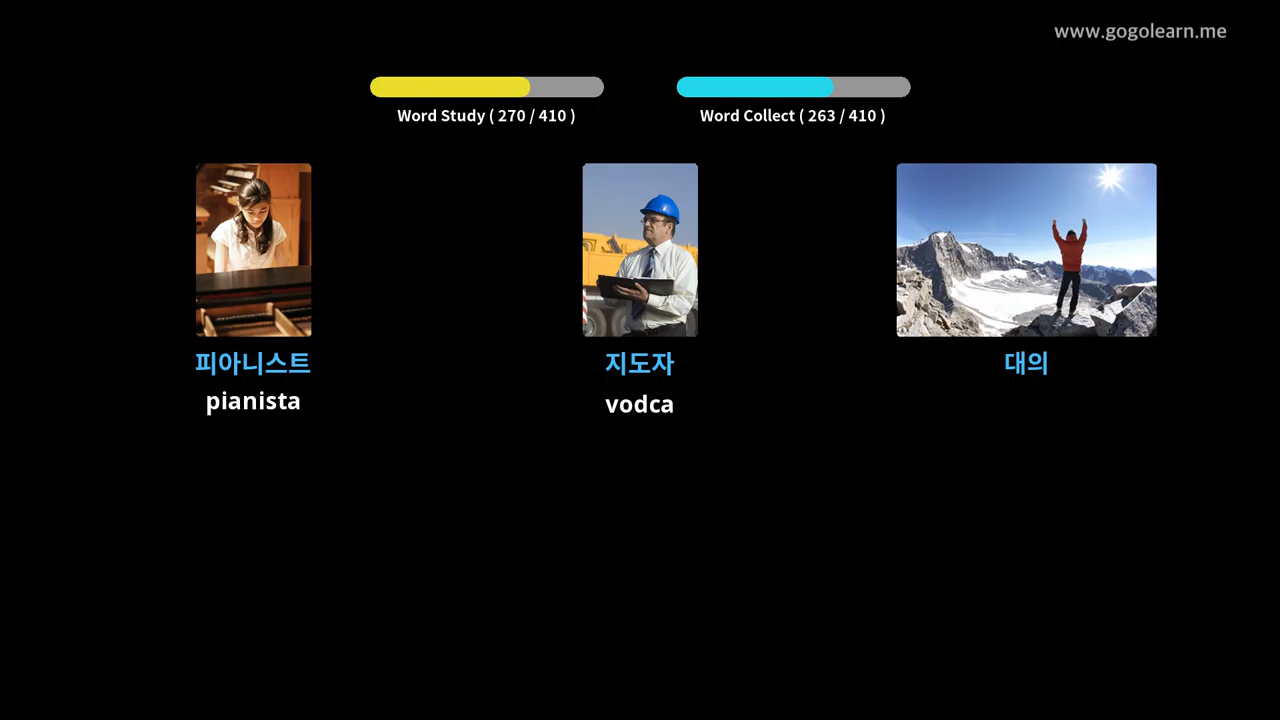 www.gogolearn.me
Word Study ( 270 / 410 )
Word Collect ( 263 / 410 )
피아니스트
pianista
지도자
vodca
대의